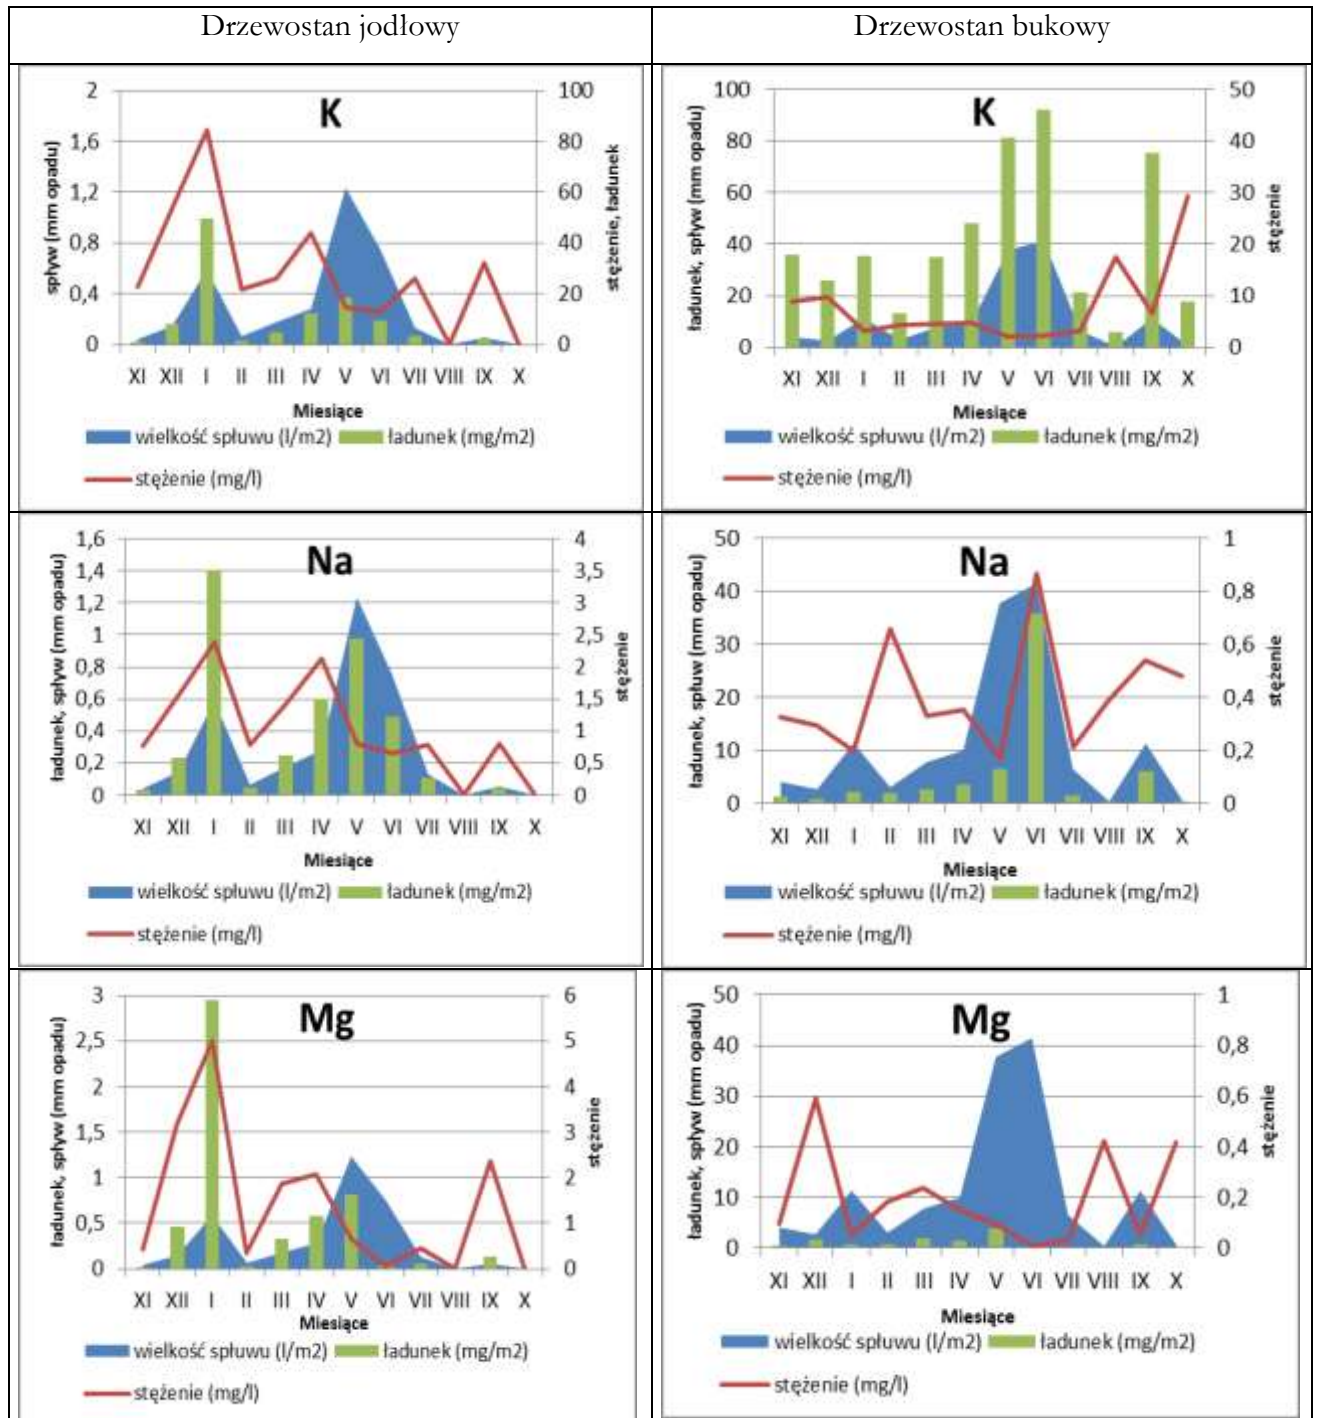 Drzewostan jodłowy
Drzewostan bukowy
K
spływ (mm opadu)
2
1,6
1,2
0,8
0,4
0
100
80
60
40
20
0
stężenie, ładunek
XI XII I II III IV V VI VII VIII IX X
Miesiące
wielkość spłuwu (l/m2) ładunek (mg/m2)
stężenie (mg/l)
K
ładunek, spływ (mm opadu)
100
80
60
40
20
0
50
40
30
20
10
0
stężenie
XI XII I II III IV V VI VII VIII IX X
Miesiące
wielkość spłuwu (l/m2) ładunek (mg/m2)
stężenie (mg/l)
Na
ładunek, spływ (mm opadu)
1,6
1,4
1,2
1
0,8
0,6
0,4
0,2
0
4
3,5
3
2,5
2
1,5
1
0,5
0
stężenie
XI XII I II III IV V VI VII VIII IX X
Miesiące
wielkość spłuwu (l/m2) ładunek (mg/m2)
stężenie (mg/l)
Na
ładunek, spłuw (mm opadu)
50
40
30
20
10
0
1
0,8
0,6
0,4
0,2
0
stężenie
XI XII I II III IV V VI VII VIII IX X
Miesiące
wielkość spłuwu (l/m2) ładunek (mg/m2)
stężenie (mg/l)
Mg
ładunek, spływ (mm opadu)
3
2,5
2
1,5
1
0,5
0
6
5
4
3
2
1
0
stężenie
XI XII I II III IV V VI VII VIII IX X
Miesiące
wielkość spłuwu (l/m2) ładunek (mg/m2)
stężenie (mg/l)
Mg
ładunek, spływ (mm opadu)
50
40
30
20
10
0
1
0,8
0,6
0,4
0,2
0
stężenie
XI XII I II III IV V VI VII VIII IX X
Miesiące
wielkość spłuwu (l/m2) ładunek (mg/m2)
stężenie (mg/l)